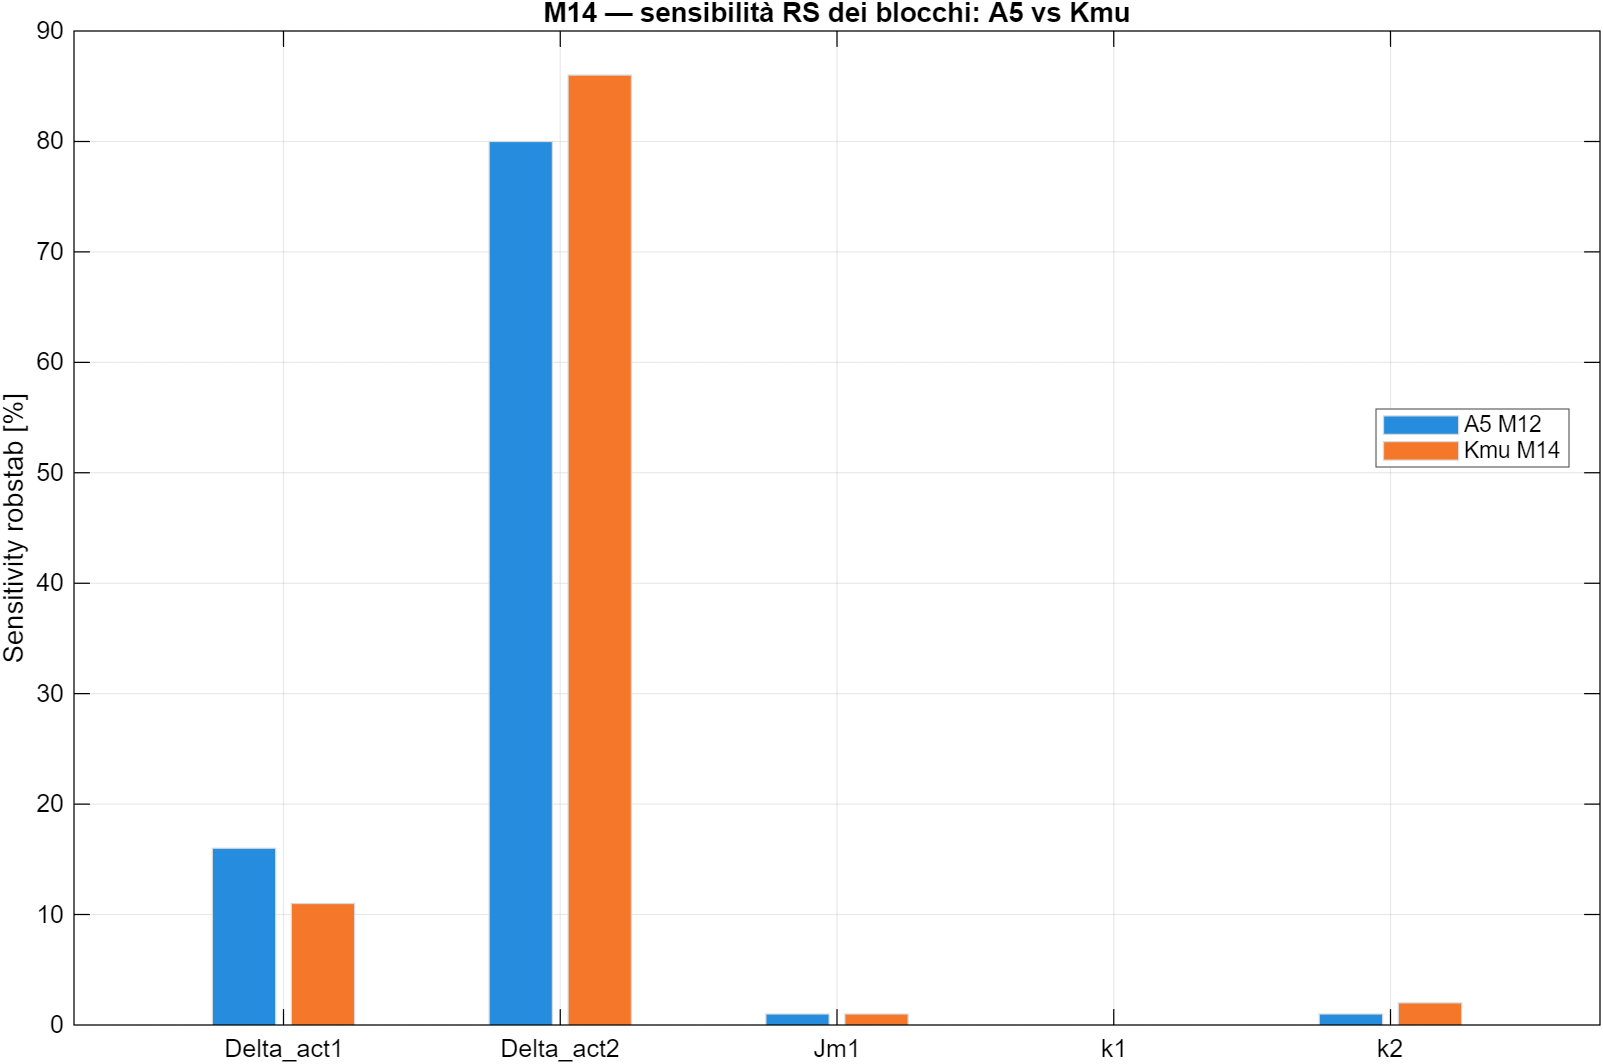 M14 — sensibilità RS dei blocchi: A5 vs Kmu
Sensitivity robstab [%]
90
80
70
60
50
40
30
20
10
0
A5 M12
Kmu M14
Delta_act1 Delta_act2 Jm1 k1 k2